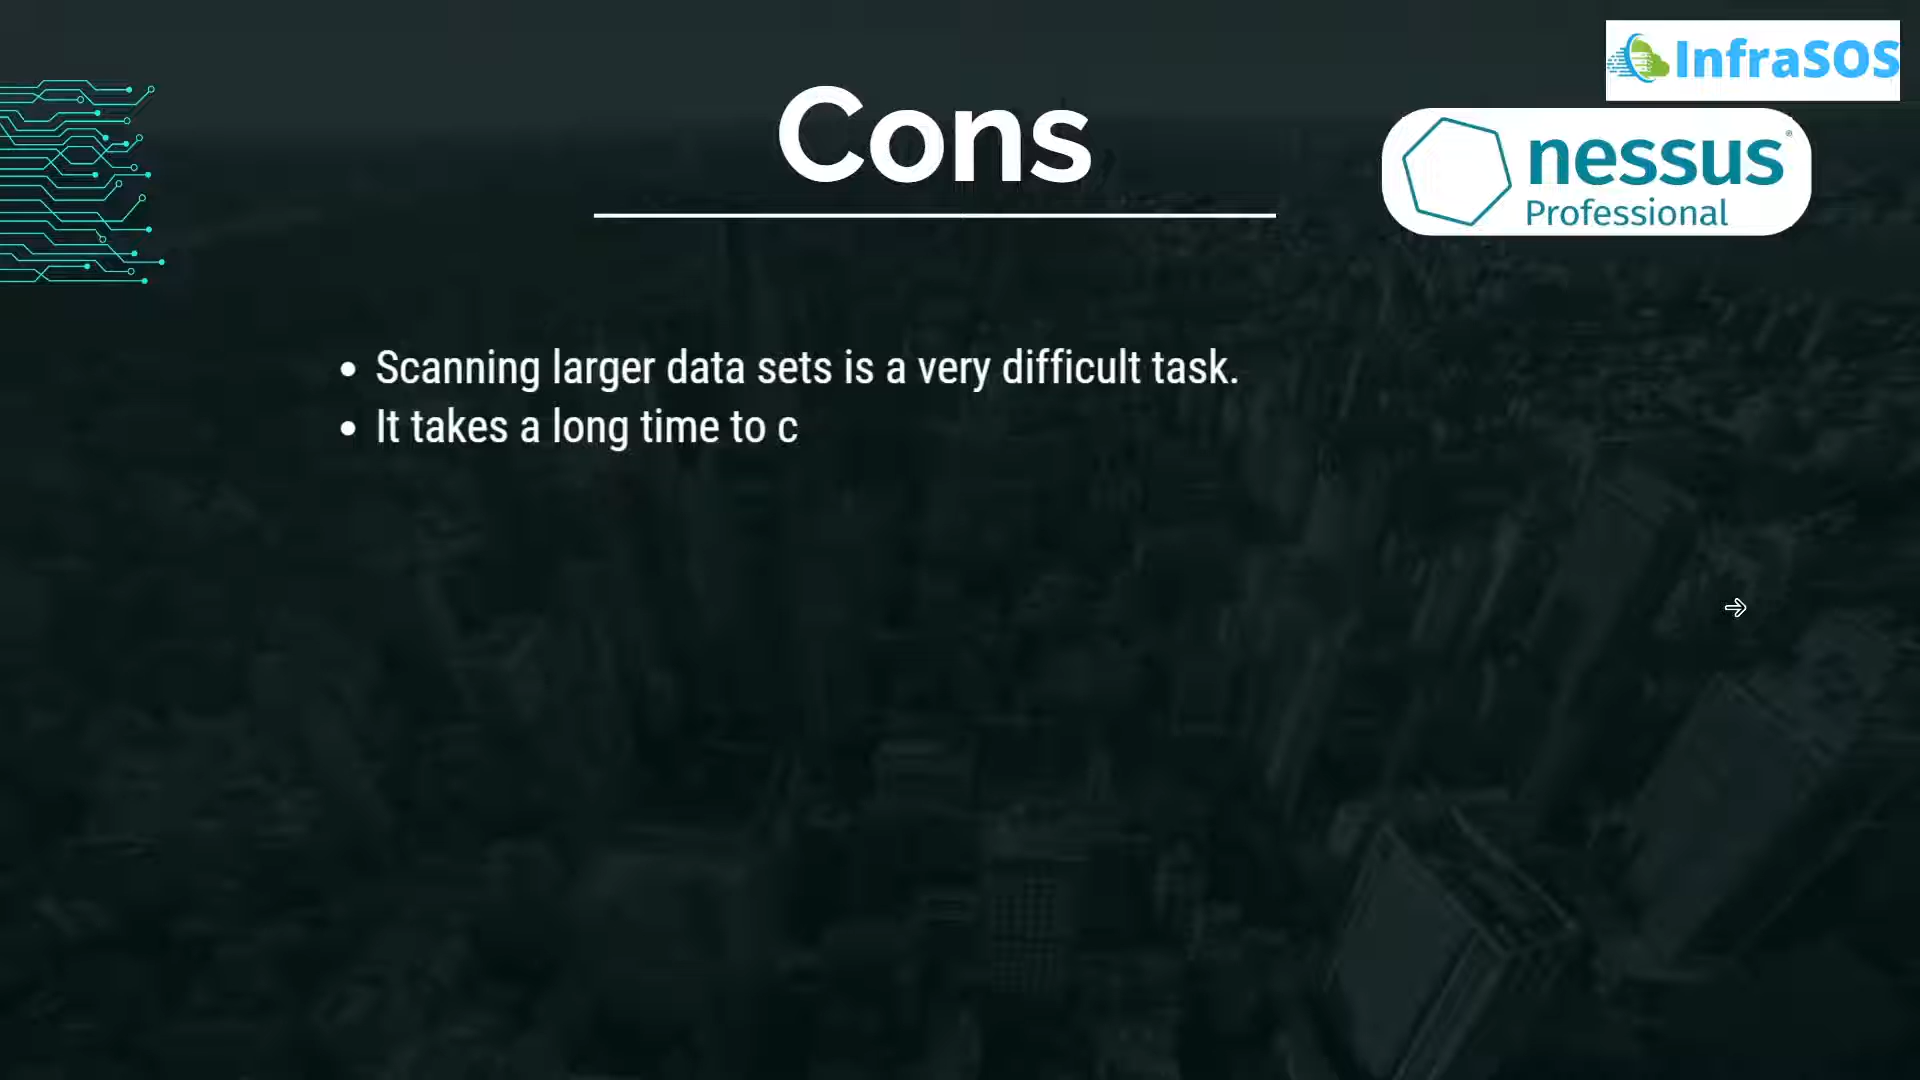 InfraSOS
Cons
nessus®
Professional
• Scanning larger data sets is a very difficult task.
• It takes a long time to c